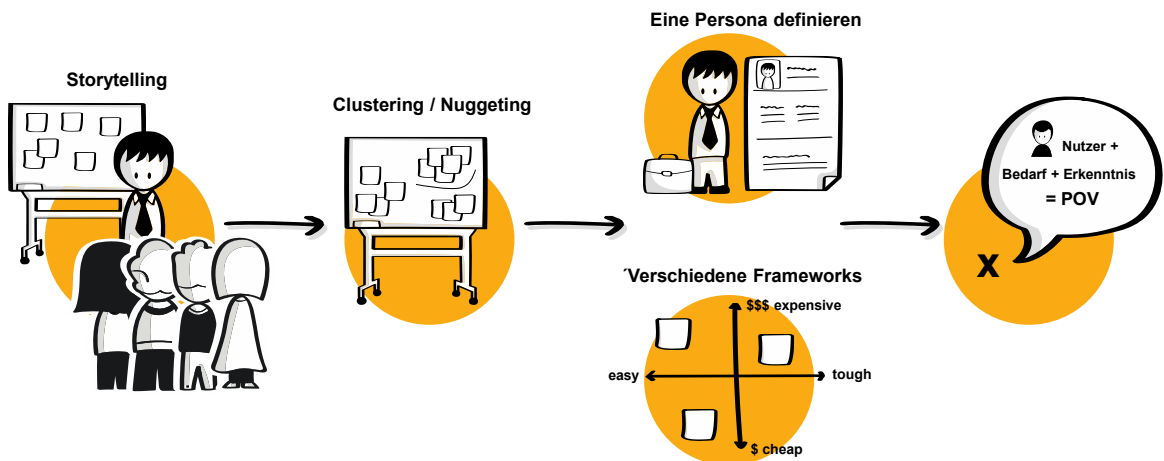 Storytelling
Clustering / Nuggeting
Eine Persona definieren
´Verschiedene Frameworks
$$$ expensive
easy
tough
$ cheap
Nutzer +
Bedarf + Erkenntnis
= POV
x